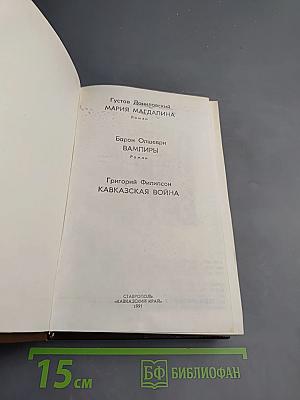 Густав Даниловский
МАРИЯ МАГДАЛИНА
Роман
Барон Олшеври
ВАМПИРЫ
Роман
Григорий Филипсон
КАВКАЗСКАЯ ВОЙНА
СТАВРОПОЛЬ
«КАВКАЗСКИЙ КРАЙ»
1991
15 см
БФ БИБЛИОФАН